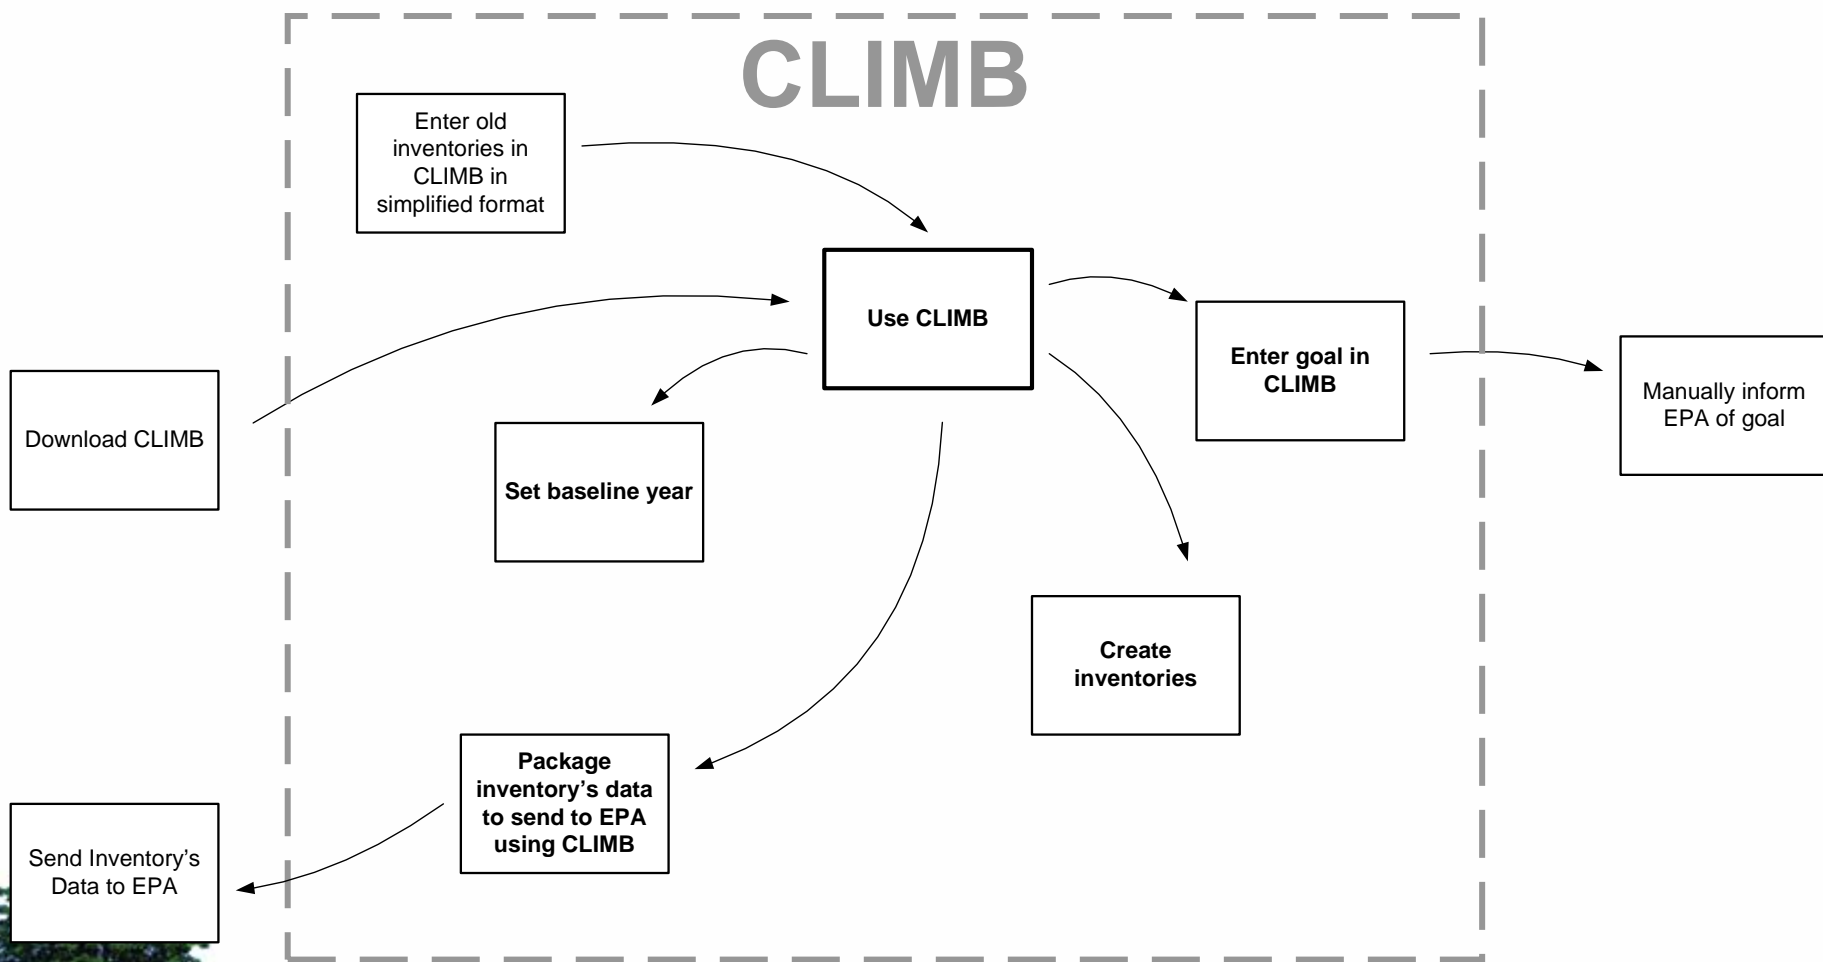 CLIMB
Enter old
inventories in
CLIMB in
simplified format
Use CLIMB
Enter goal in
CLIMB
Manually inform
EPA of goal
Download CLIMB
Set baseline year
Create
inventories
Package
inventory’s data
to send to EPA
using CLIMB
Send Inventory’s
Data to EPA